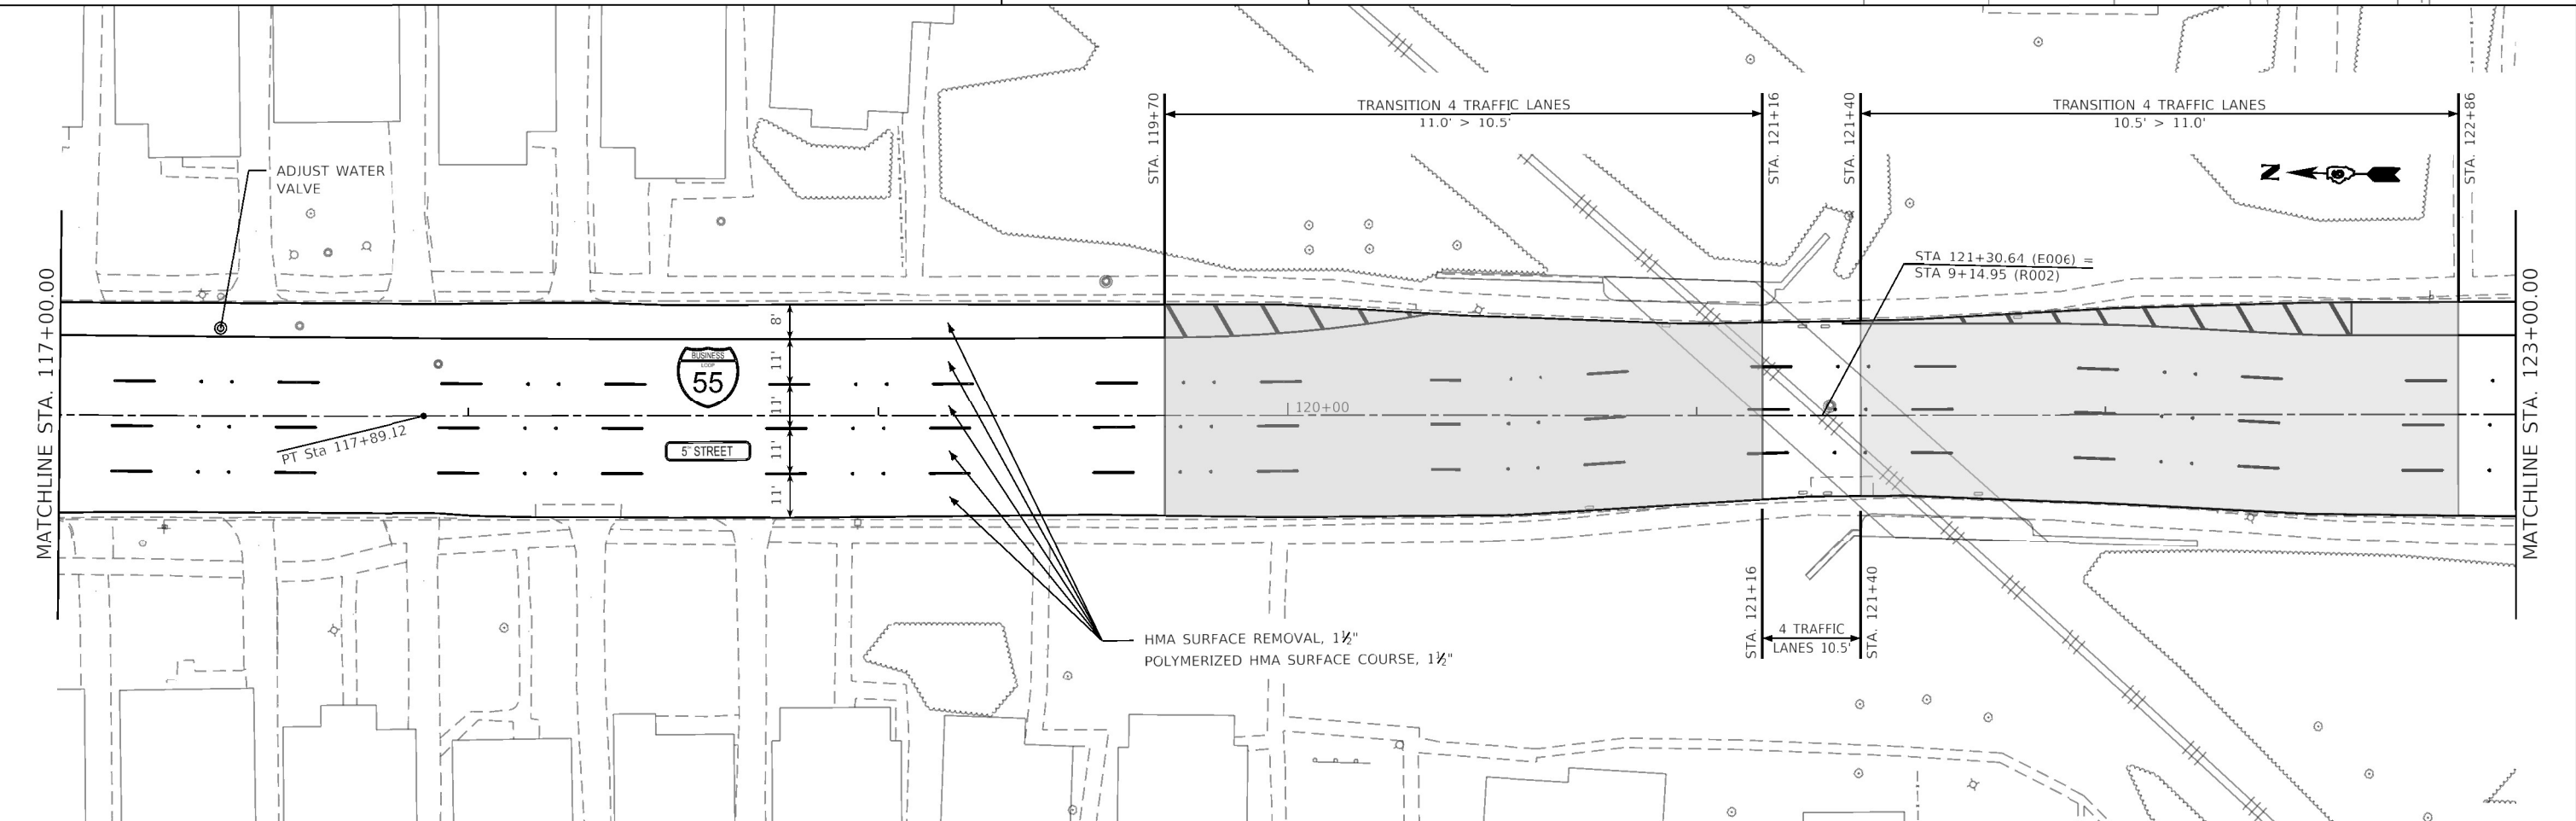 MATCHLINE STA. 117+00.00
ADJUST WATER
VALVE
PT Sta 117+89.12
BUSINESS
LOOP
55
5TH STREET
8'
11'
11'
11'
11'
HMA SURFACE REMOVAL, 1½"
POLYMERIZED HMA SURFACE COURSE, 1½"
STA. 119+70
TRANSITION 4 TRAFFIC LANES
11.0' > 10.5'
STA. 121+16
120+00
STA. 121+40
TRANSITION 4 TRAFFIC LANES
10.5' > 11.0'
STA. 122+86
N
STA 121+30.64 (E006) =
STA 9+14.95 (R002)
STA. 121+16
4 TRAFFIC
LANES 10.5'
STA. 121+40
MATCHLINE STA. 123+00.00